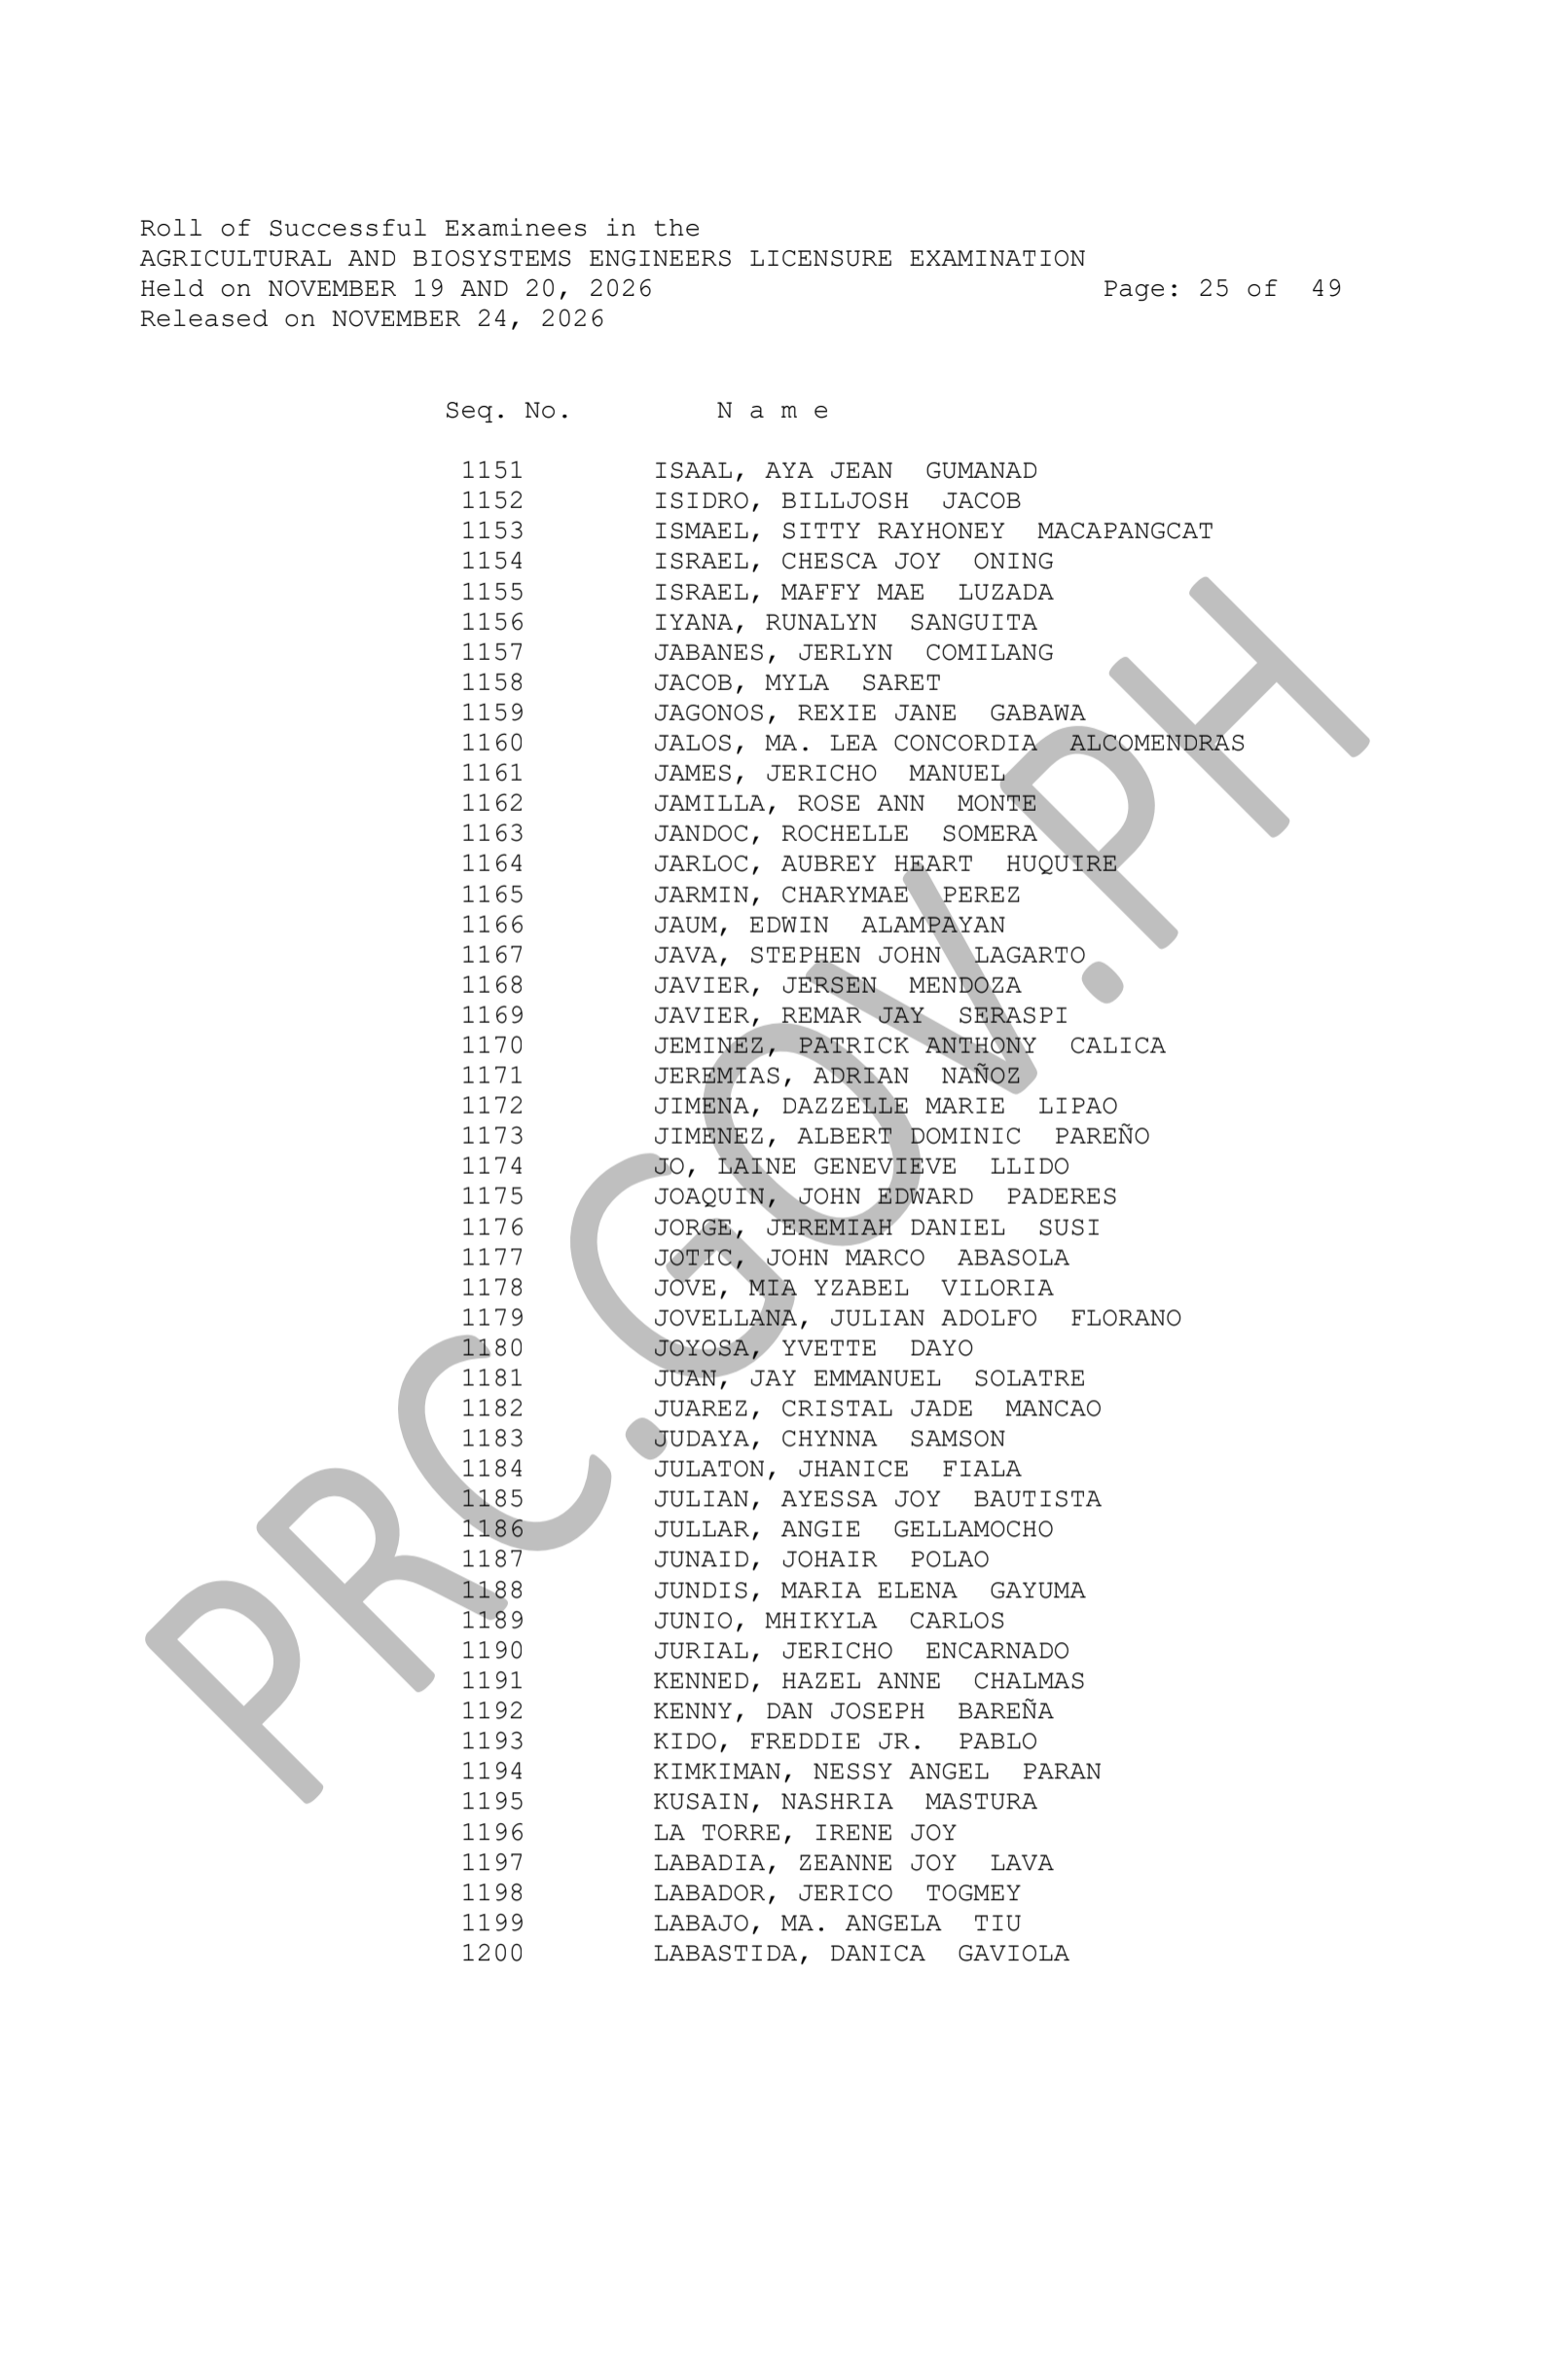 Roll of Successful Examinees in the
AGRICULTURAL AND BIOSYSTEMS ENGINEERS LICENSURE EXAMINATION
Held on NOVEMBER 19 AND 20, 2026 Page: 25 of 49
Released on NOVEMBER 24, 2026
Seq. No. N a m e
1151 ISAAL, AYA JEAN GUMANAD
1152 ISIDRO, BILLJOSH JACOB
1153 ISMAEL, SITTY RAYHONEY MACAPANGCAT
1154 ISRAEL, CHESCA JOY ONING
1155 ISRAEL, MAFFY MAE LUZADA
1156 IYANA, RUNALYN SANGUITA
1157 JABANES, JERLYN COMILANG
1158 JACOB, MYLA SARET
1159 JAGONOS, REXIE JANE GABAWA
1160 JALOS, MA. LEA CONCORDIA ALCOMENDRAS
1161 JAMES, JERICHO MANUEL
1162 JAMILLA, ROSE ANN MONTE
1163 JANDOC, ROCHELLE SOMERA
1164 JARLOC, AUBREY HEART HUQUIRE
1165 JARMIN, CHARYMAE PEREZ
1166 JAUM, EDWIN ALAMPAYAN
1167 JAVA, STEPHEN JOHN LAGARTO
1168 JAVIER, JERSEN MENDOZA
1169 JAVIER, REMAR JAY SERASPI
1170 JEMINEZ, PATRICK ANTHONY CALICA
1171 JEREMIAS, ADRIAN NAÑOZ
1172 JIMENA, DAZZELLE MARIE LIPAO
1173 JIMENEZ, ALBERT DOMINIC PAREÑO
1174 JO, LAINE GENEVIEVE LLIDO
1175 JOAQUIN, JOHN EDWARD PADERES
1176 JORGE, JEREMIAH DANIEL SUSI
1177 JOTIC, JOHN MARCO ABASOLA
1178 JOVE, MIA YZABEL VILORIA
1179 JOVELLANA, JULIAN ADOLFO FLORANO
1180 JOYOSA, YVETTE DAYO
1181 JUAN, JAY EMMANUEL SOLATRE
1182 JUAREZ, CRISTAL JADE MANCAO
1183 JUDAYA, CHYNNA SAMSON
1184 JULATON, JHANICE FIALA
1185 JULIAN, AYESSA JOY BAUTISTA
1186 JULLAR, ANGIE GELLAMOCHO
1187 JUNAID, JOHAIR POLAO
1188 JUNDIS, MARIA ELENA GAYUMA
1189 JUNIO, MHIKYLA CARLOS
1190 JURIAL, JERICHO ENCARNADO
1191 KENNED, HAZEL ANNE CHALMAS
1192 KENNY, DAN JOSEPH BAREÑA
1193 KIDO, FREDDIE JR. PABLO
1194 KIMKIMAN, NESSY ANGEL PARAN
1195 KUSAIN, NASHRIA MASTURA
1196 LA TORRE, IRENE JOY
1197 LABADIA, ZEANNE JOY LAVA
1198 LABADOR, JERICO TOGMEY
1199 LABAJO, MA. ANGELA TIU
1200 LABASTIDA, DANICA GAVIOLA
PRC.GOV.PH